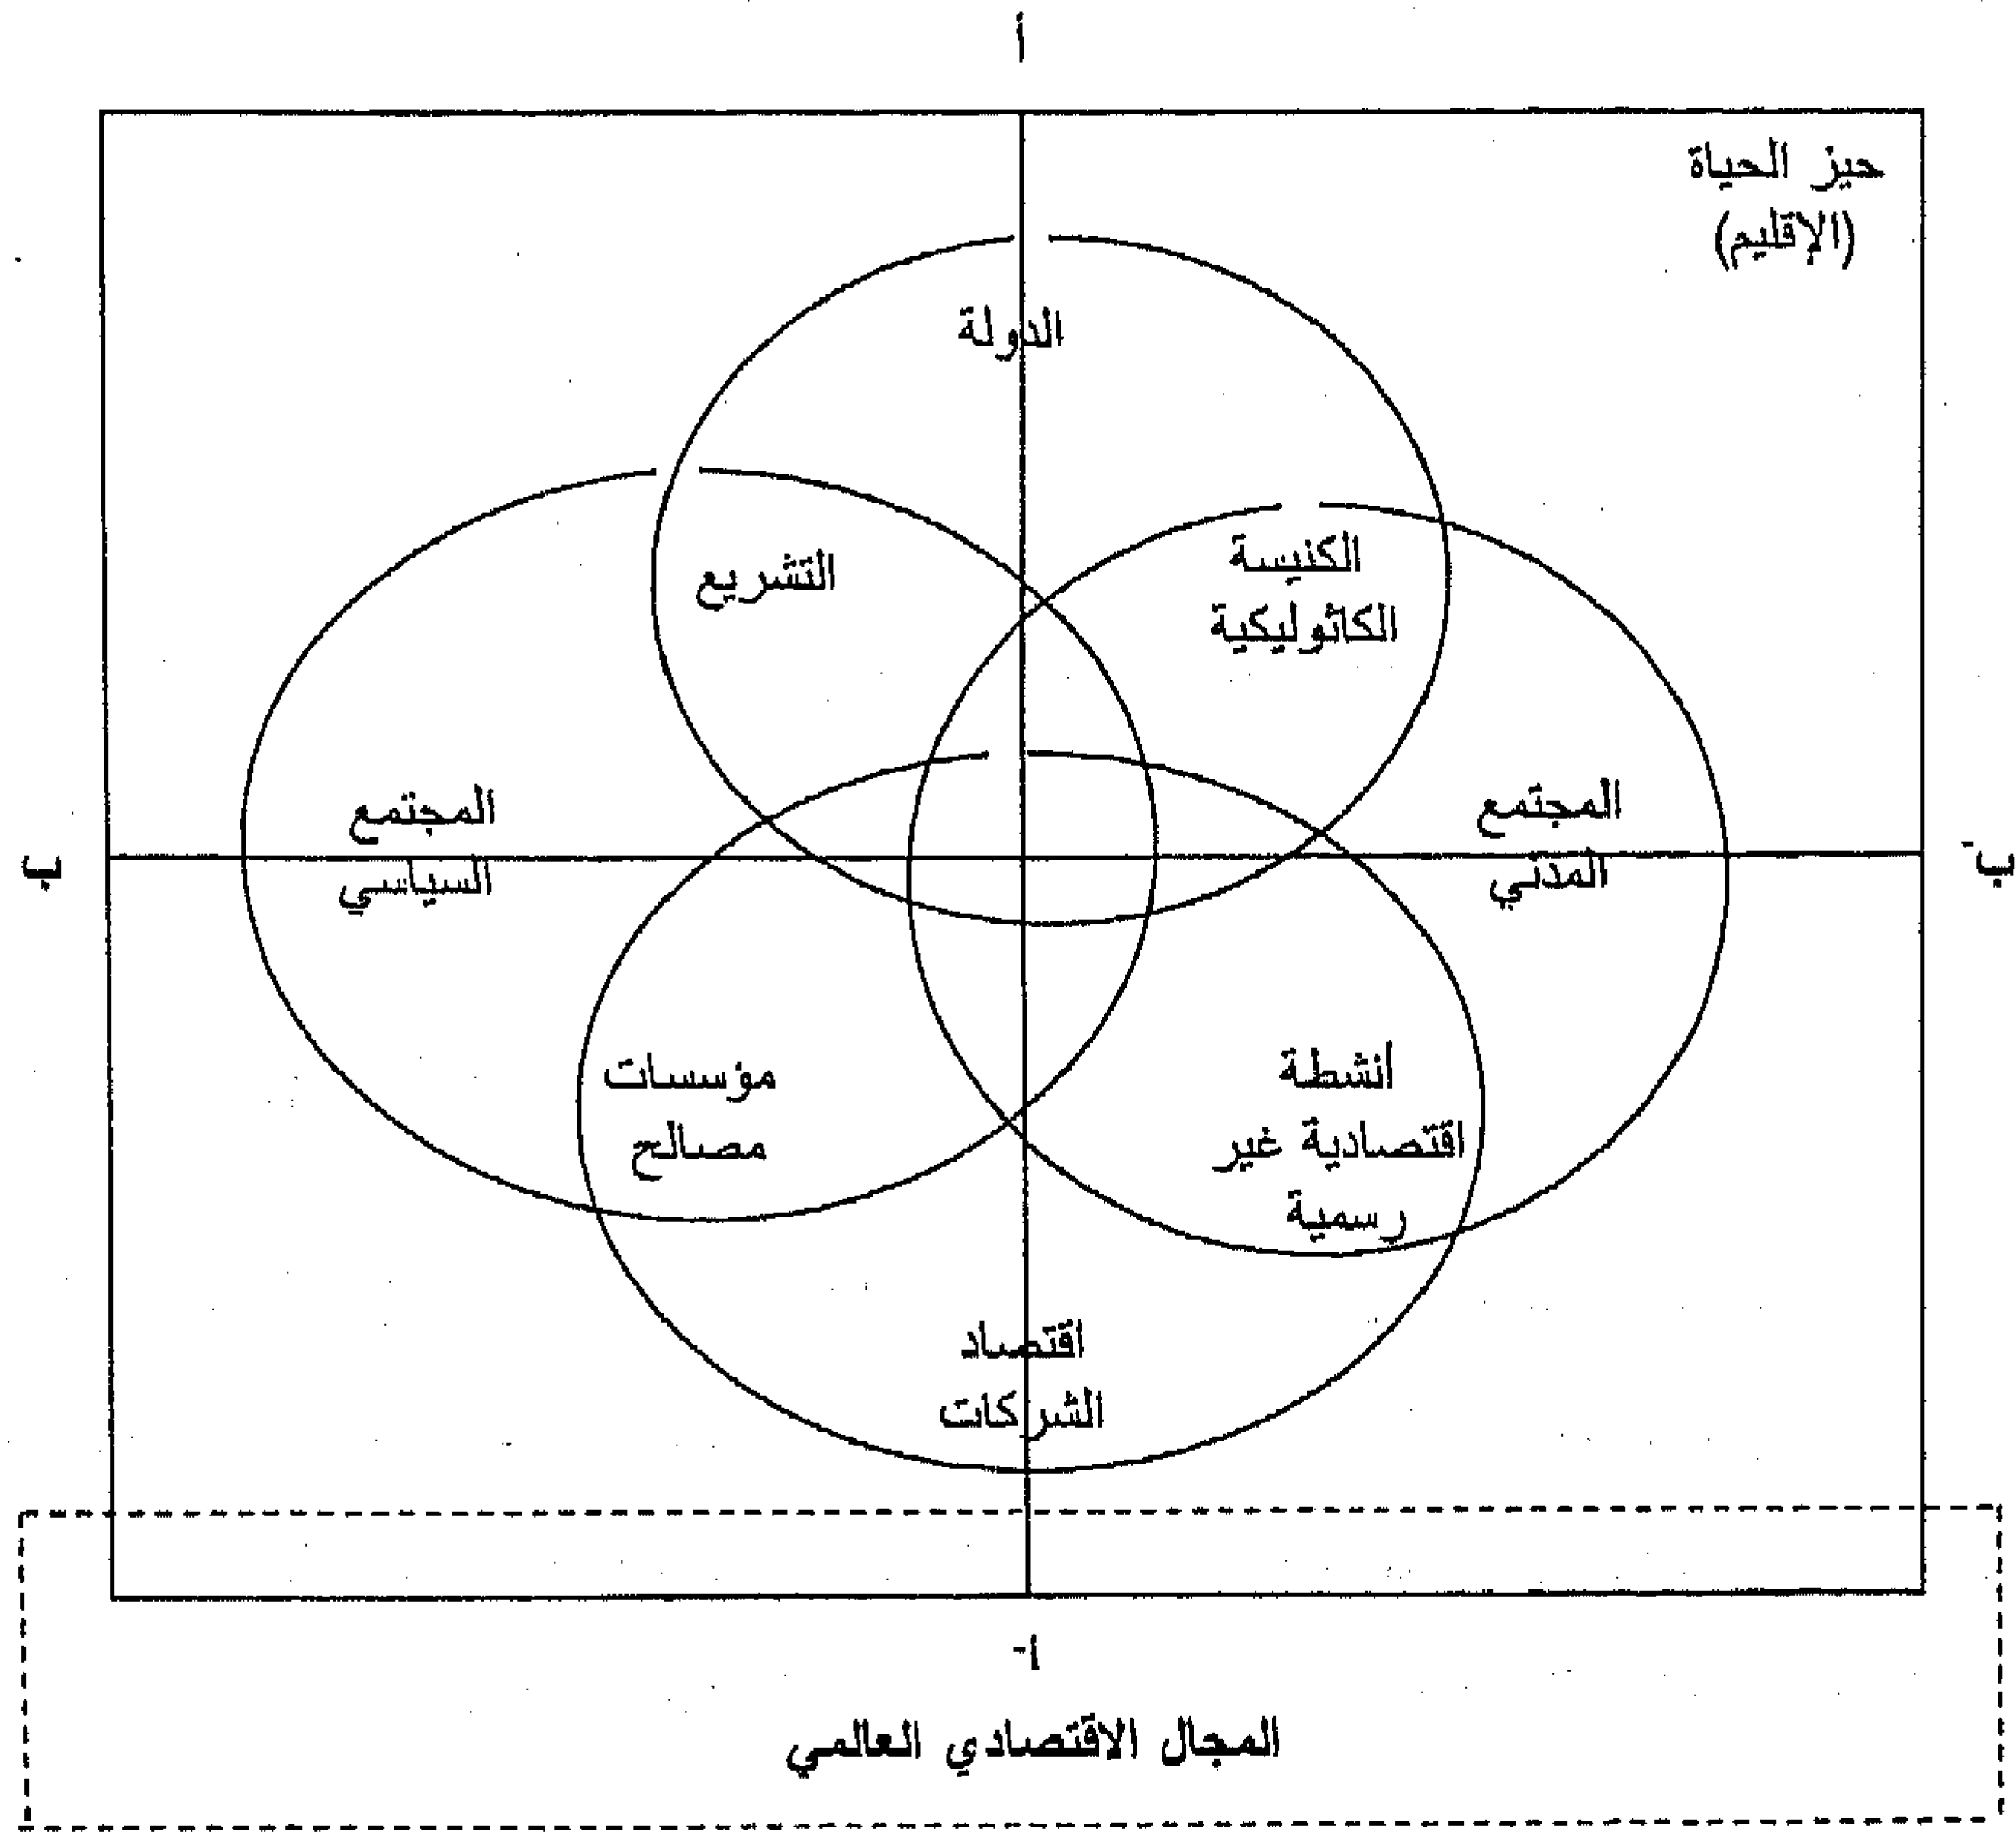 أ
حيز الحياة
(الإقليم)
الدولة
الكنيسة
الكاثوليكية
التشريع
المجتمع
المدني
المجتمع
السياسي
بَ
ب
أنشطة
اقتصادية غير
رسمية
مؤسسات
مصالح
اقتصاد
الشركات
أَ
المجال الاقتصادي العالمي